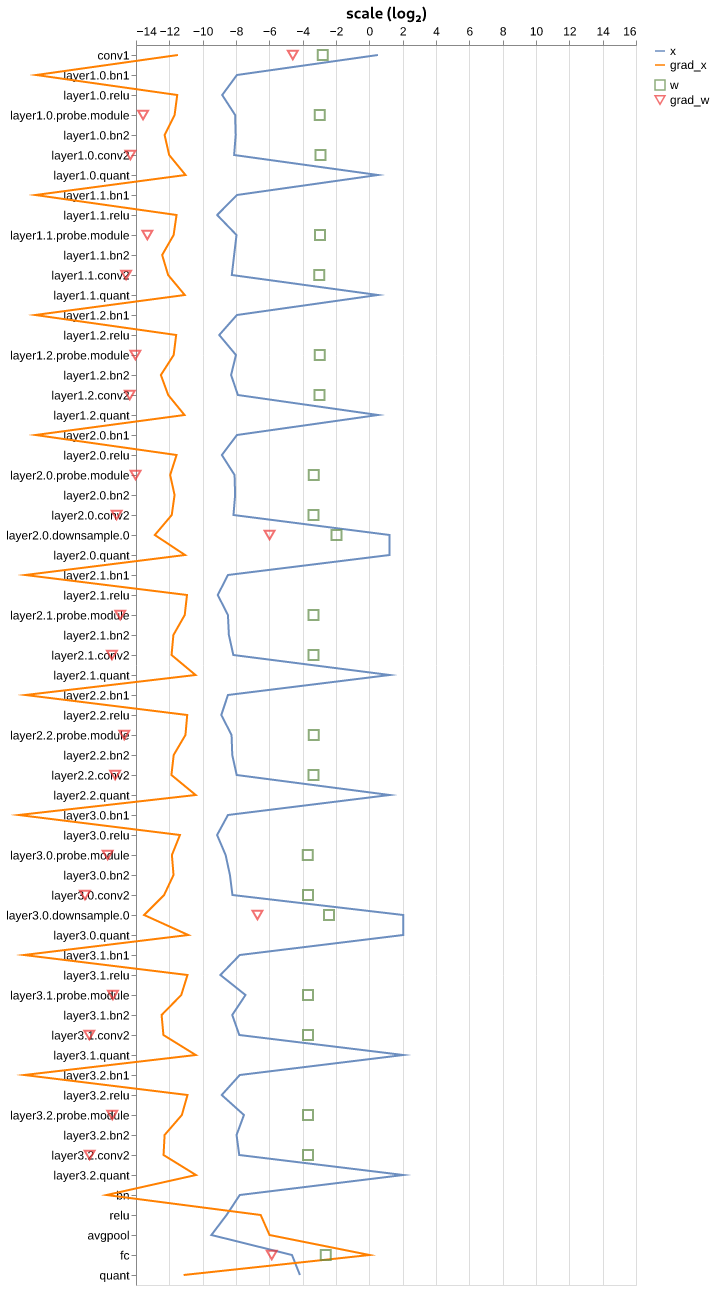 scale (log₂)
−14 −12 −10 −8 −6 −4 −2 0 2 4 6 8 10 12 14 16
x
grad_x
w
grad_w
conv1
layer1.0.bn1
layer1.0.relu
layer1.0.probe.module
layer1.0.bn2
layer1.0.conv2
layer1.0.quant
layer1.1.bn1
layer1.1.relu
layer1.1.probe.module
layer1.1.bn2
layer1.1.conv2
layer1.1.quant
layer1.2.bn1
layer1.2.relu
layer1.2.probe.module
layer1.2.bn2
layer1.2.conv2
layer1.2.quant
layer2.0.bn1
layer2.0.relu
layer2.0.probe.module
layer2.0.bn2
layer2.0.conv2
layer2.0.downsample.0
layer2.0.quant
layer2.1.bn1
layer2.1.relu
layer2.1.probe.module
layer2.1.bn2
layer2.1.conv2
layer2.1.quant
layer2.2.bn1
layer2.2.relu
layer2.2.probe.module
layer2.2.bn2
layer2.2.conv2
layer2.2.quant
layer3.0.bn1
layer3.0.relu
layer3.0.probe.module
layer3.0.bn2
layer3.0.conv2
layer3.0.downsample.0
layer3.0.quant
layer3.1.bn1
layer3.1.relu
layer3.1.probe.module
layer3.1.bn2
layer3.1.conv2
layer3.1.quant
layer3.2.bn1
layer3.2.relu
layer3.2.probe.module
layer3.2.bn2
layer3.2.conv2
layer3.2.quant
bn
relu
avgpool
fc
quant